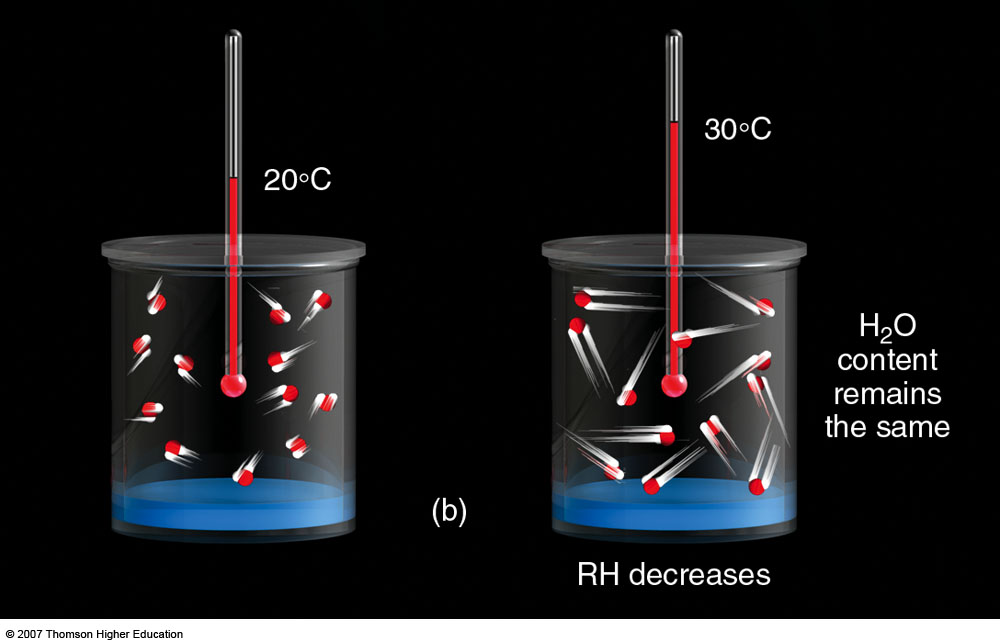 20°C
30°C
H₂O
content
remains
the same
(b)
RH decreases
© 2007 Thomson Higher Education